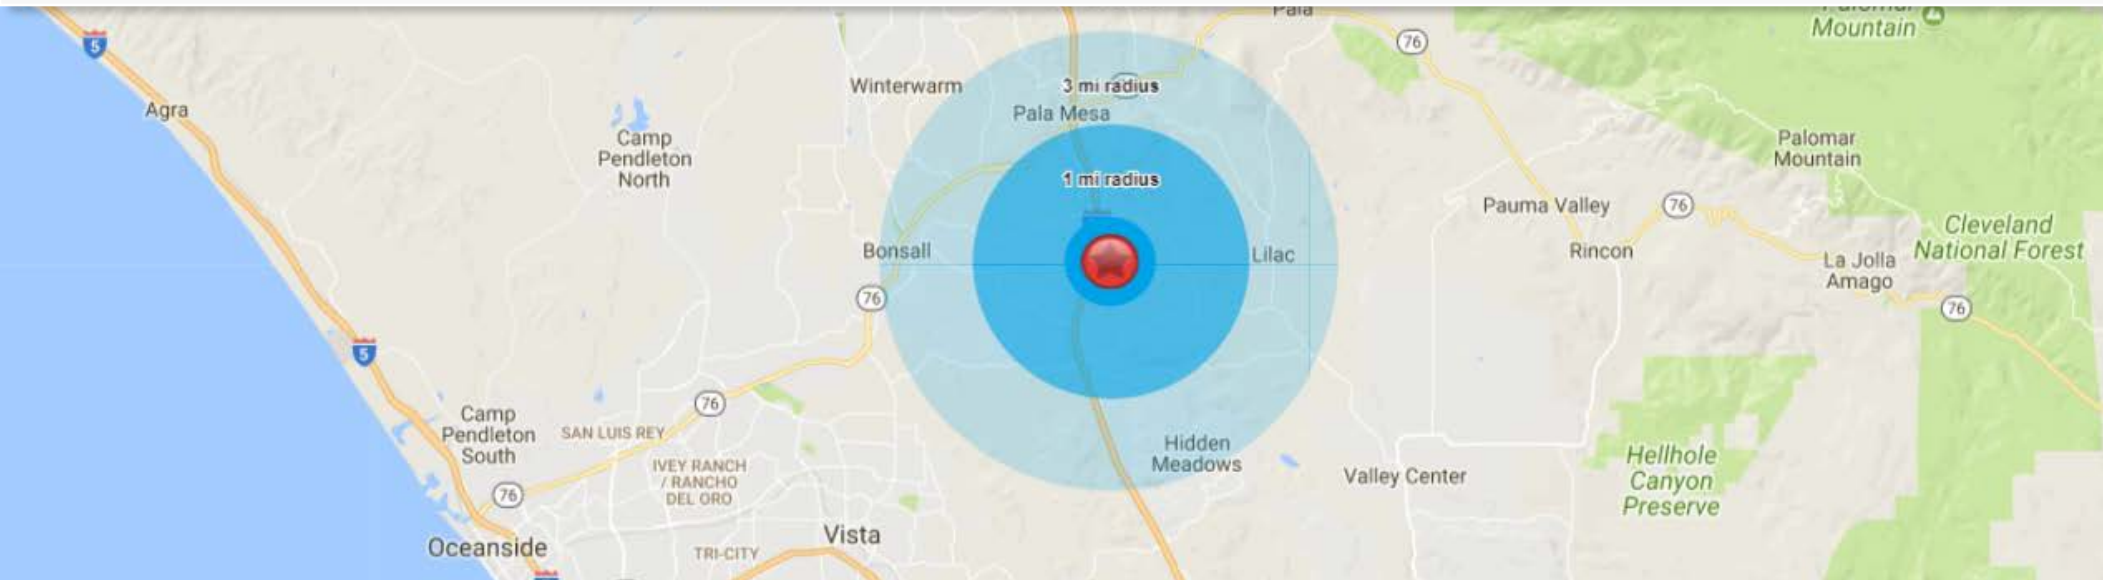 Pala
Palomar
Mountain
5
76
Agra
Winterwarm
3 mi radius
Pala Mesa
Camp
Pendleton
North
Palomar
Mountain
1 mi radius
Pauma Valley
76
Cleveland
National Forest
Bonsall
Lilac
Rincon
La Jolla
Amago
76
76
5
76
Camp
Pendleton
South
SAN LUIS REY
Hidden
Meadows
Valley Center
Hellhole
Canyon
Preserve
IVEY RANCH
/ RANCHO
DEL ORO
76
Oceanside
Vista
TRI-CITY